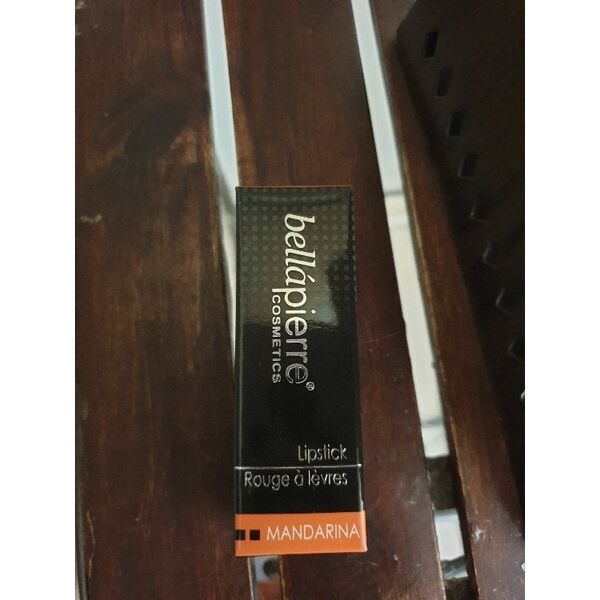 bellápierre®
COSMETICS
Lipstick
Rouge à lèvres
MANDARINA